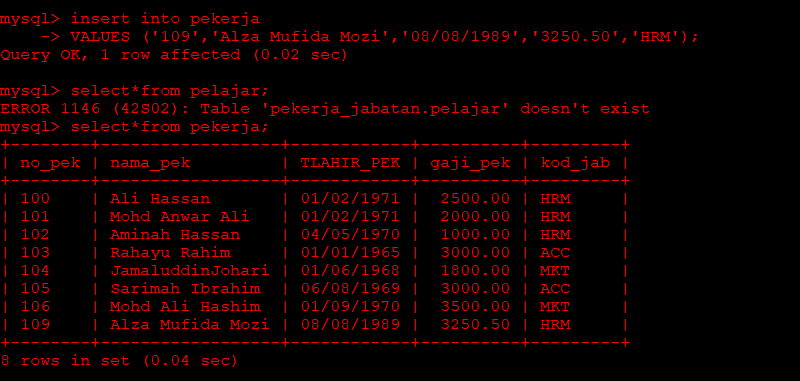 mysql> insert into pekerja
    -> VALUES ('109','Alza Mufida Mozi','08/08/1989','3250.50','HRM');
Query OK, 1 row affected (0.02 sec)
mysql> select*from pelajar;
ERROR 1146 (42S02): Table 'pekerja_jabatan.pelajar' doesn't exist
mysql> select*from pekerja;
+--------+------------------+------------+----------+---------+
| no_pek | nama_pek         | TLAHIR_PEK | gaji_pek | kod_jab |
+--------+------------------+------------+----------+---------+
| 100    | Ali Hassan       | 01/02/1971 |  2500.00 | HRM     |
| 101    | Mohd Anwar Ali   | 01/02/1971 |  2000.00 | HRM     |
| 102    | Aminah Hassan    | 04/05/1970 |  1000.00 | HRM     |
| 103    | Rahayu Rahim     | 01/01/1965 |  3000.00 | ACC     |
| 104    | JamaluddinJohari | 01/06/1968 |  1800.00 | MKT     |
| 105    | Sarimah Ibrahim  | 06/08/1969 |  3000.00 | ACC     |
| 106    | Mohd Ali Hashim  | 01/09/1970 |  3500.00 | MKT     |
| 109    | Alza Mufida Mozi | 08/08/1989 |  3250.50 | HRM     |
+--------+------------------+------------+----------+---------+
8 rows in set (0.04 sec)